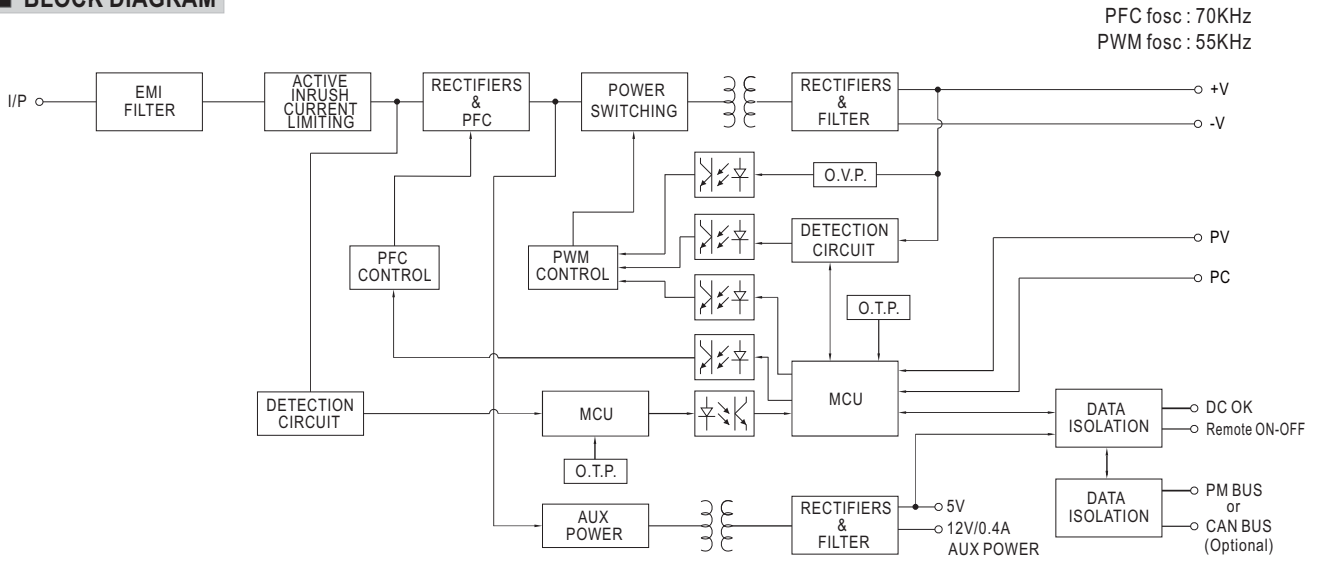 ■ BLOCK DIAGRAM
PFC fosc : 70KHz
PWM fosc : 55KHz
I/P
EMI
FILTER
ACTIVE
INRUSH
CURRENT
LIMITING
RECTIFIERS
&
PFC
POWER
SWITCHING
RECTIFIERS
&
FILTER
+V
-V
O.V.P.
DETECTION
CIRCUIT
PFC
CONTROL
PWM
CONTROL
PV
PC
O.T.P.
MCU
DETECTION
CIRCUIT
MCU
O.T.P.
DATA
ISOLATION
DC OK
Remote ON-OFF
AUX
POWER
RECTIFIERS
&
FILTER
5V
12V/0.4A
AUX POWER
DATA
ISOLATION
PM BUS
or
CAN BUS
(Optional)